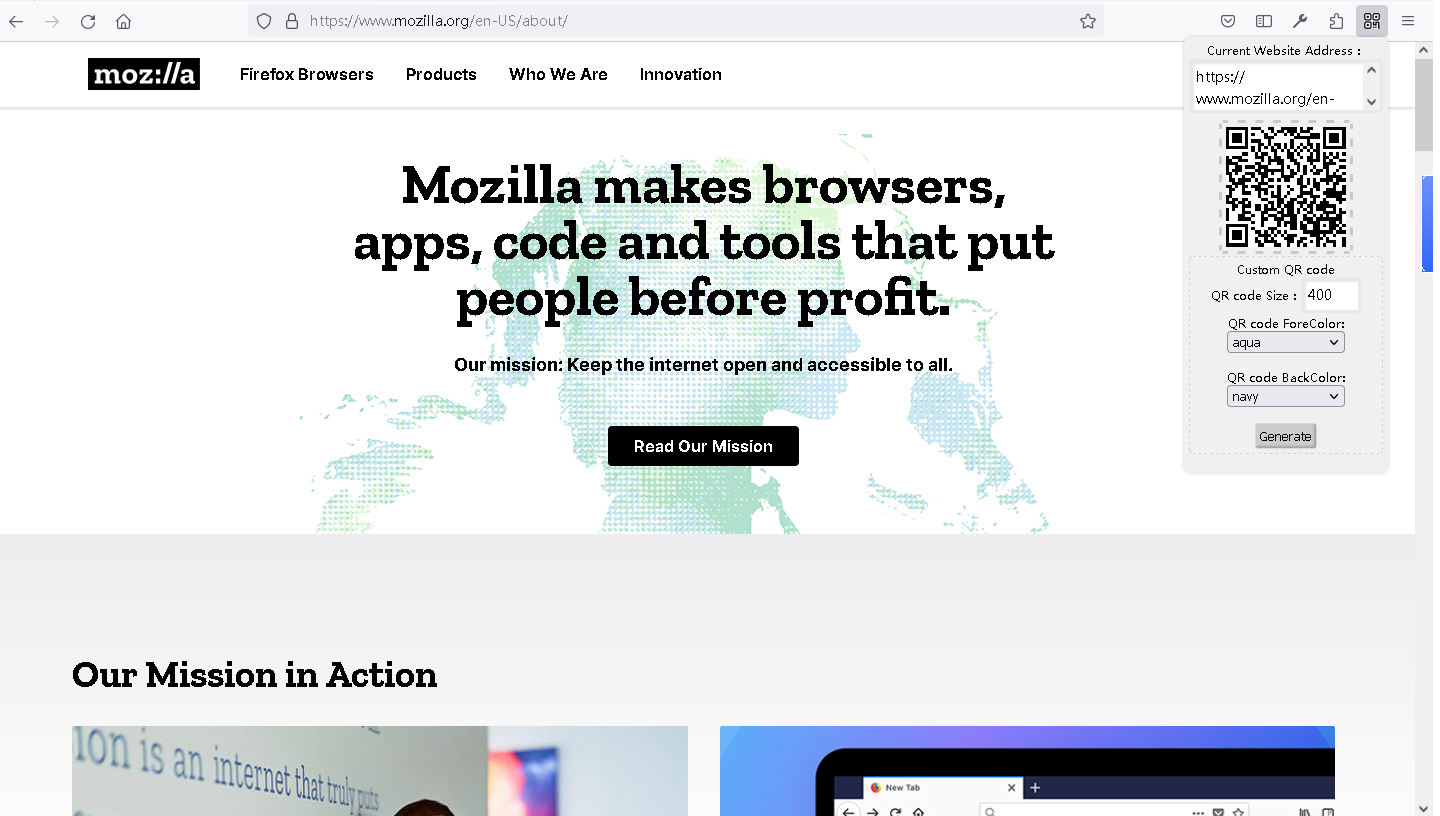 https://www.mozilla.org/en-US/about/
moz://a
Firefox Browsers
Products
Who We Are
Innovation
Mozilla makes browsers,
apps, code and tools that put
people before profit.
Our mission: Keep the internet open and accessible to all.
Read Our Mission
Current Website Address :
https://
www.mozilla.org/en-
Custom QR code
QR code Size : 400
QR code ForeColor:
aqua
QR code BackColor:
navy
Generate
Our Mission in Action
ion is an internet that truly puts
New Tab